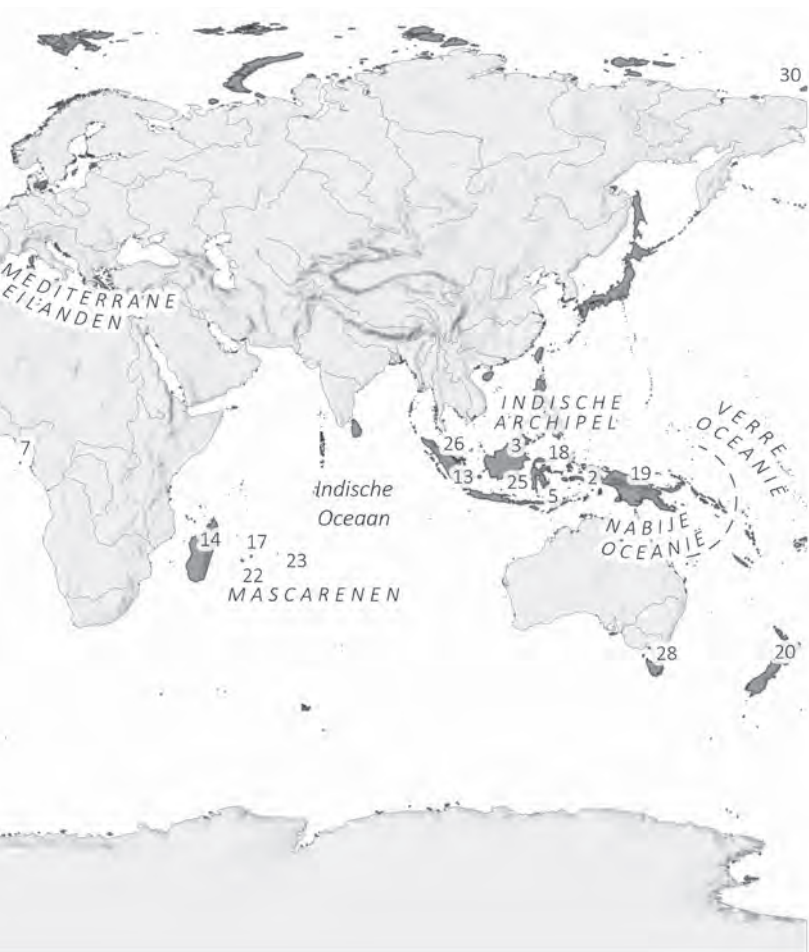 30
MEDITERRANE
EILANDEN
7
INDISCHE
ARCHIPEL
VERRE
OCEANIË
26
3
18
13
25
2
19
5
Indische
Oceaan
NABIJE
OCEANIË
14
17
23
22
MASCARENEN
28
20